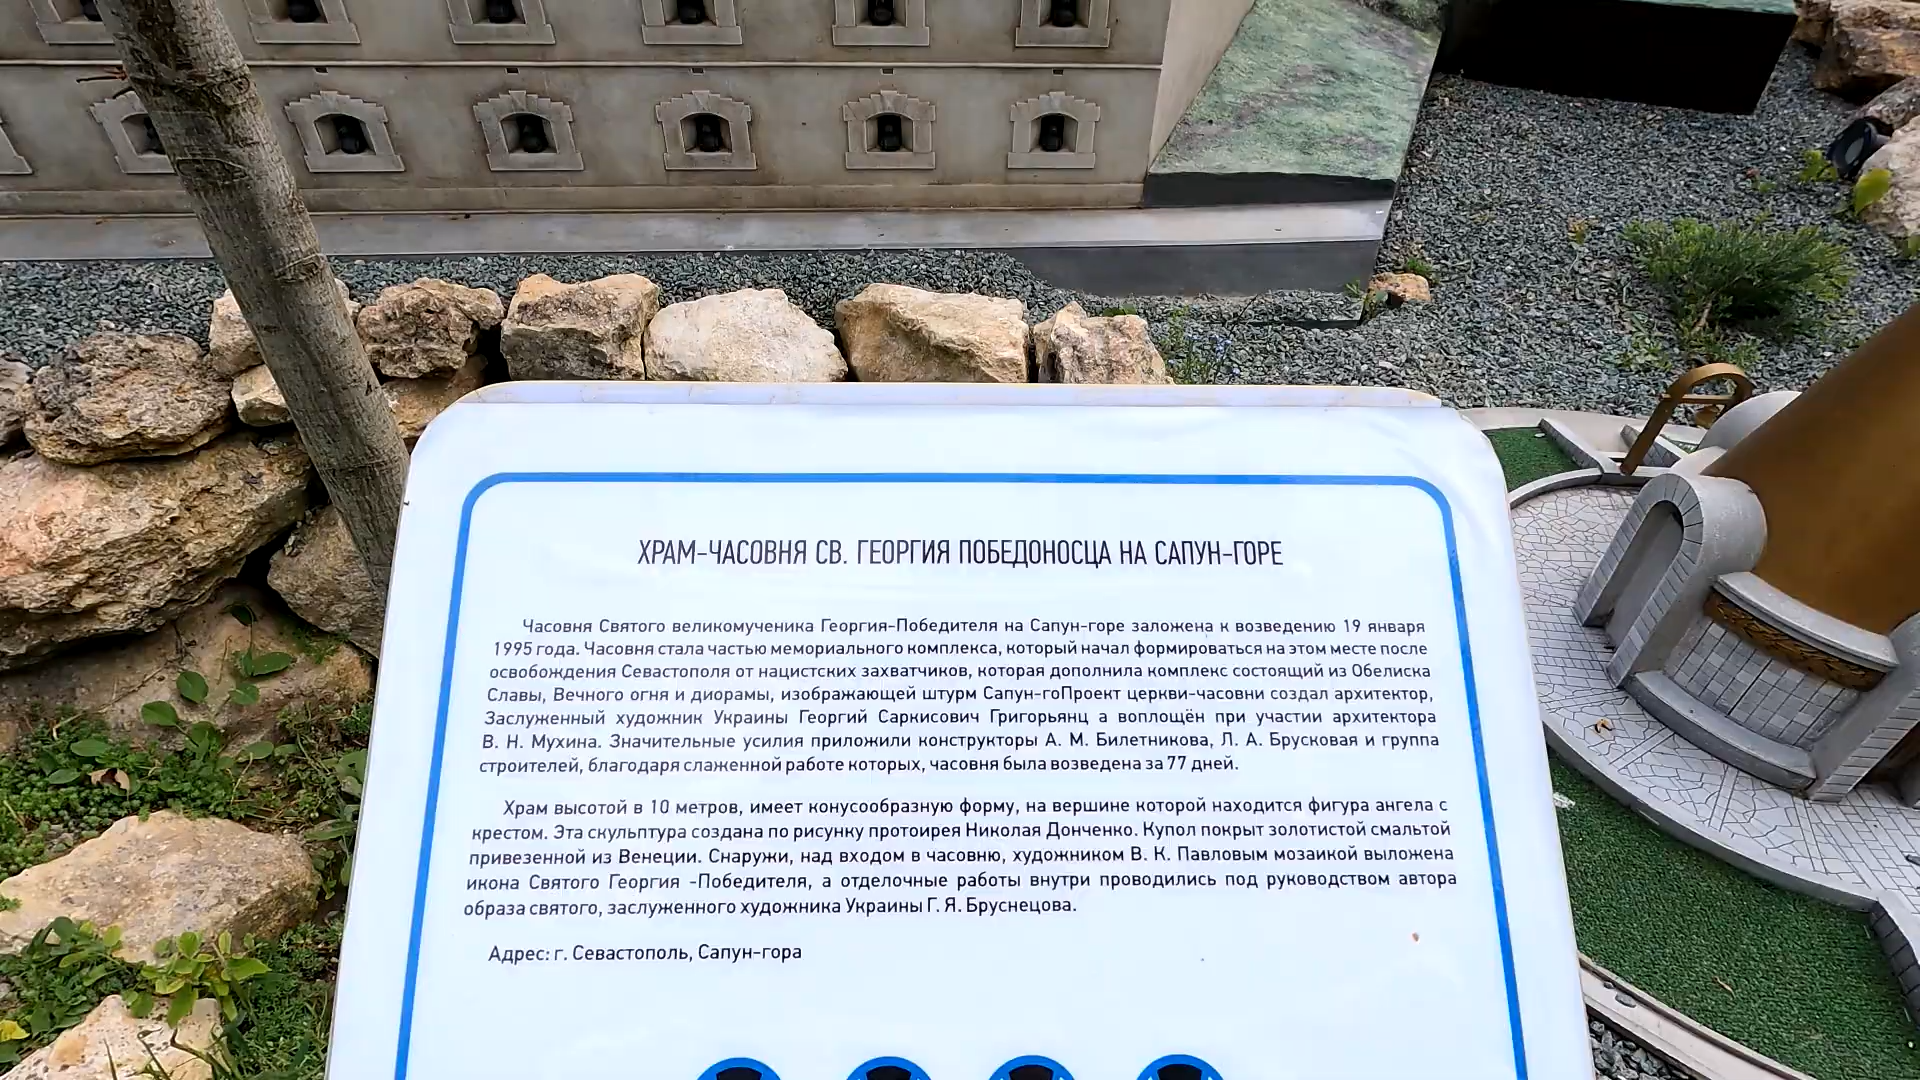 ХРАМ-ЧАСОВНЯ СВ. ГЕОРГИЯ ПОБЕДОНОСЦА НА САПУН-ГОРЕ
Часовня Святого великомученика Георгия-Победителя на Сапун-горе заложена к возведению 19 января
1995 года. Часовня стала частью мемориального комплекса, который начал формироваться на этом месте после
освобождения Севастополя от нацистских захватчиков, которая дополнила комплекс состоящий из Обелиска
Славы, Вечного огня и диорамы, изображающей штурм Сапун-гоПроект церкви-часовни создал архитектор,
Заслуженный художник Украины Георгий Саркисович Григорьянц а воплощён при участии архитектора
В. Н. Мухина. Значительные усилия приложили конструкторы А. М. Билетникова, Л. А. Брусковая и группа
строителей, благодаря слаженной работе которых, часовня была возведена за 77 дней.
Храм высотой в 10 метров, имеет конусообразную форму, на вершине которой находится фигура ангела с
крестом. Эта скульптура создана по рисунку протоирея Николая Донченко. Купол покрыт золотистой смальтой
привезенной из Венеции. Снаружи, над входом в часовню, художником В. К. Павловым мозаикой выложена
икона Святого Георгия -Победителя, а отделочные работы внутри проводились под руководством автора
образа святого, заслуженного художника Украины Г. Я. Бруснецова.
Адрес: г. Севастополь, Сапун-гора